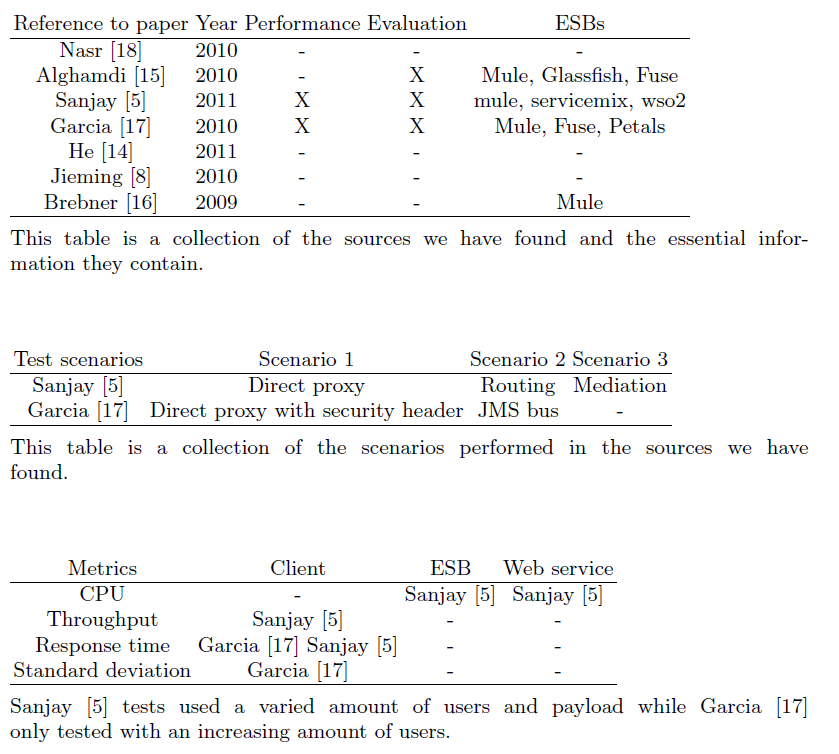 Reference to paper Year Performance Evaluation ESBs
Nasr [18] 2010 - - -
Alghamdi [15] 2010 - X Mule, Glassfish, Fuse
Sanjay [5] 2011 X X mule, servicemix, wso2
Garcia [17] 2010 X X Mule, Fuse, Petals
He [14] 2011 - - -
Jieming [8] 2010 - - -
Brebner [16] 2009 - - Mule
This table is a collection of the sources we have found and the essential infor-
mation they contain.
Test scenarios Scenario 1 Scenario 2 Scenario 3
Sanjay [5] Direct proxy Routing Mediation
Garcia [17] Direct proxy with security header JMS bus -
This table is a collection of the scenarios performed in the sources we have
found.
Metrics Client ESB Web service
CPU - Sanjay [5] Sanjay [5]
Throughput Sanjay [5] - -
Response time Garcia [17] Sanjay [5] - -
Standard deviation Garcia [17] - -
Sanjay [5] tests used a varied amount of users and payload while Garcia [17]
only tested with an increasing amount of users.